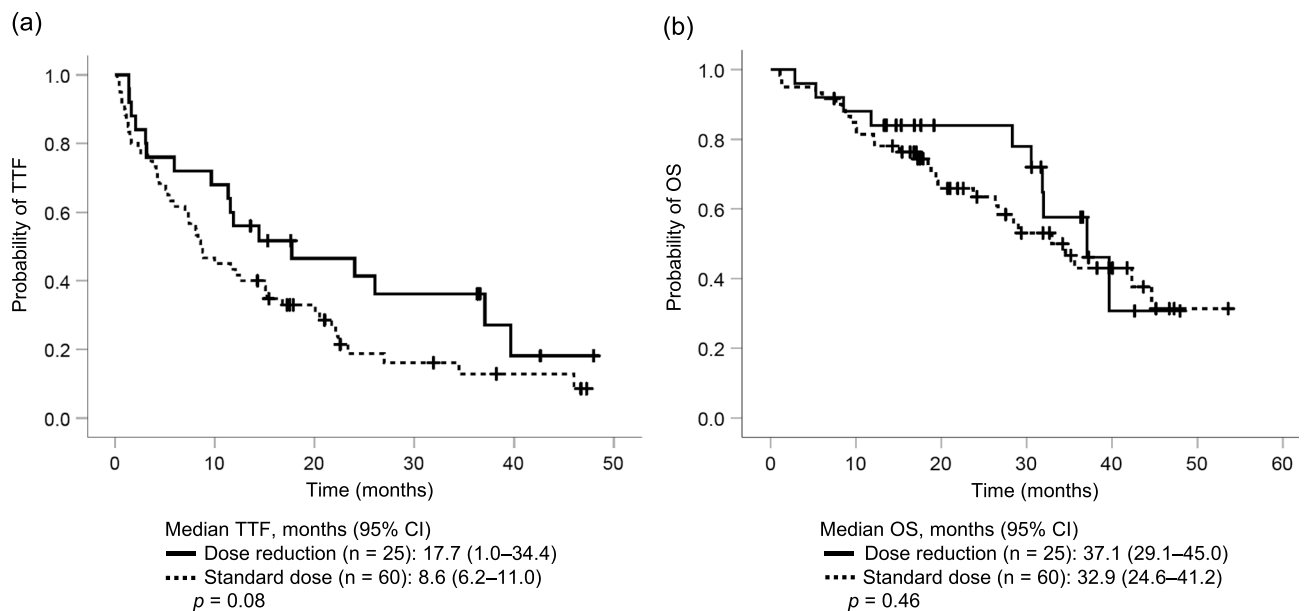 (a)
Probability of TTF
1.0
0.8
0.6
0.4
0.2
0.0
0 10 20 30 40 50
Time (months)
Median TTF, months (95% CI)
Dose reduction (n = 25): 17.7 (1.0–34.4)
Standard dose (n = 60): 8.6 (6.2–11.0)
p = 0.08
(b)
Probability of OS
1.0
0.8
0.6
0.4
0.2
0.0
0 10 20 30 40 50 60
Time (months)
Median OS, months (95% CI)
Dose reduction (n = 25): 37.1 (29.1–45.0)
Standard dose (n = 60): 32.9 (24.6–41.2)
p = 0.46